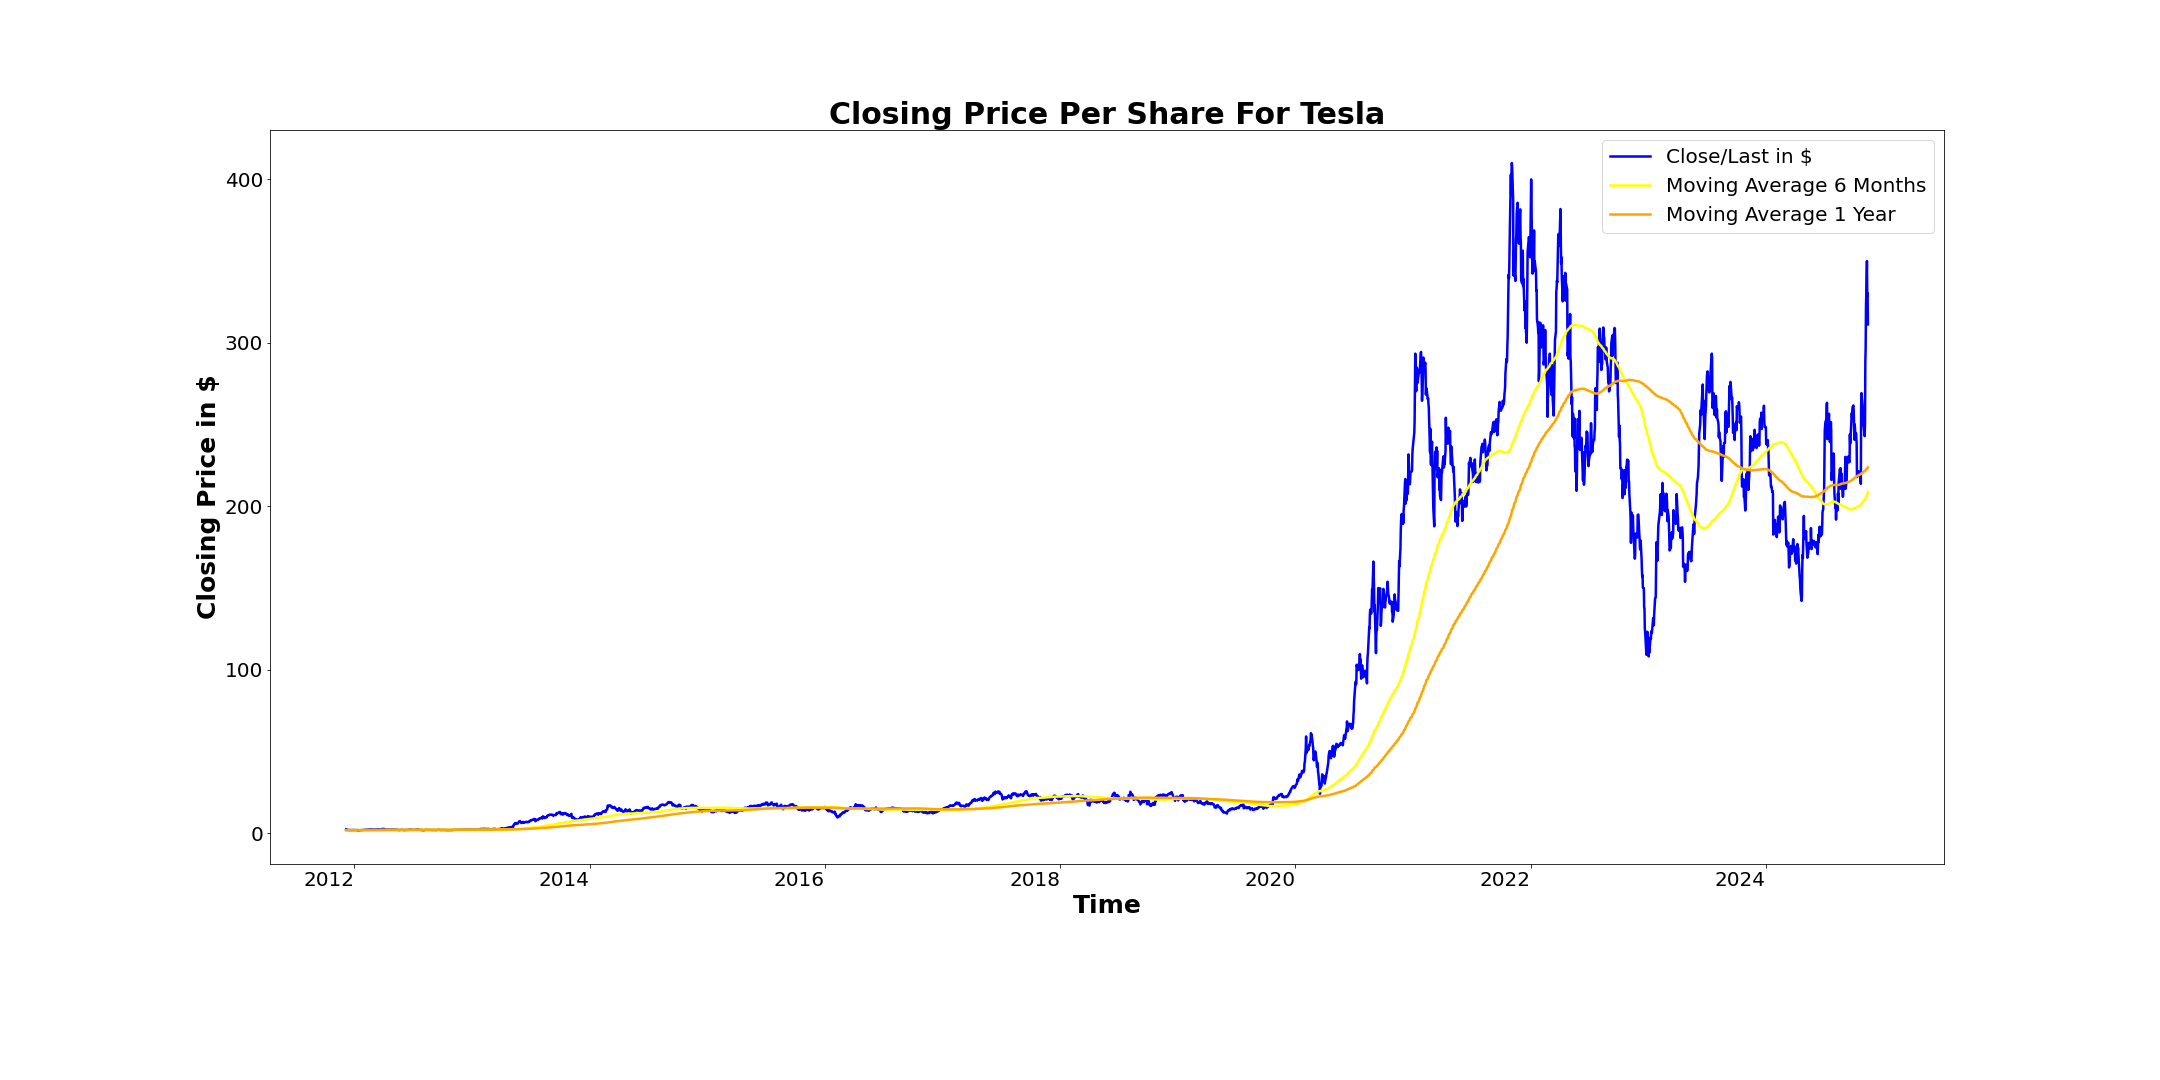 Closing Price Per Share For Tesla
Close/Last in $
Moving Average 6 Months
Moving Average 1 Year
400
300
200
100
0
Closing Price in $
2012 2014 2016 2018 2020 2022 2024
Time